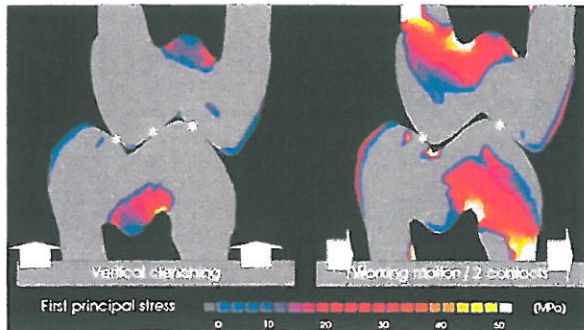 Vertical clenching
Working motion / 2 contacts
First principal stress
0 10 20 30 40 50
[MPa]